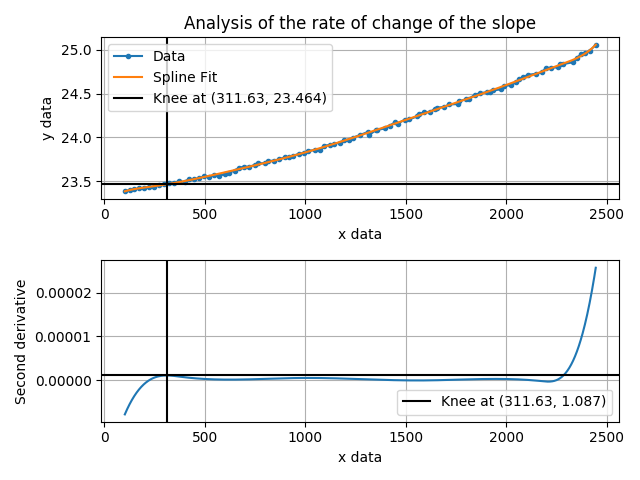 Analysis of the rate of change of the slope
25.0
24.5
24.0
23.5
y data
Data
Spline Fit
Knee at (311.63, 23.464)
0 500 1000 1500 2000 2500
x data
0.00002
0.00001
0.00000
Second derivative
Knee at (311.63, 1.087)
0 500 1000 1500 2000 2500
x data